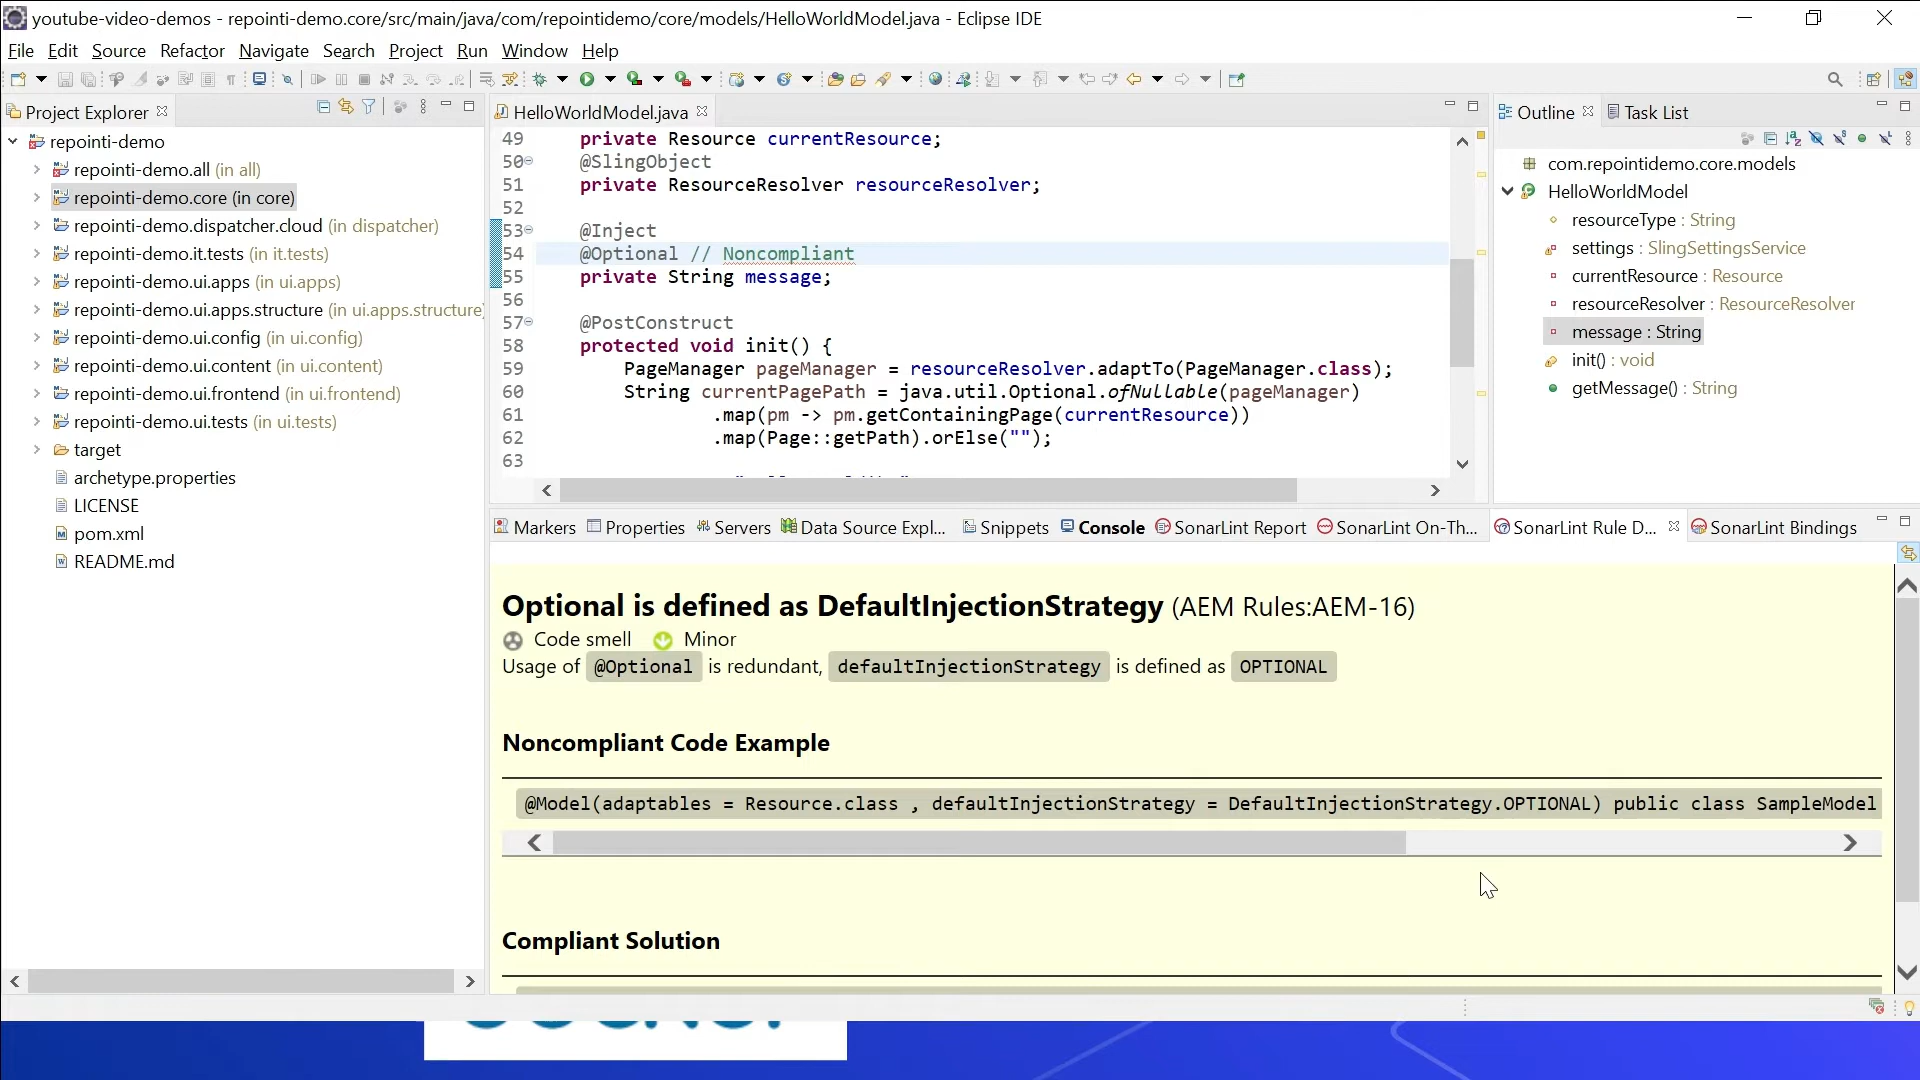 youtube-video-demos - repointi-demo.core/src/main/java/com/repointidemo/core/models/HelloWorldModel.java - Eclipse IDE
File Edit Source Refactor Navigate Search Project Run Window Help
Project Explorer
repointi-demo
repointi-demo.all (in all)
repointi-demo.core (in core)
repointi-demo.dispatcher.cloud (in dispatcher)
repointi-demo.it.tests (in it.tests)
repointi-demo.ui.apps (in ui.apps)
repointi-demo.ui.apps.structure (in ui.apps.structure)
repointi-demo.ui.config (in ui.config)
repointi-demo.ui.content (in ui.content)
repointi-demo.ui.frontend (in ui.frontend)
repointi-demo.ui.tests (in ui.tests)
target
archetype.properties
LICENSE
pom.xml
README.md
HelloWorldModel.java
49 private Resource currentResource;
50 @SlingObject
51 private ResourceResolver resourceResolver;
52
53 @Inject
54 @Optional // Noncompliant
55 private String message;
56
57 @PostConstruct
58 protected void init() {
59 PageManager pageManager = resourceResolver.adaptTo(PageManager.class);
60 String currentPagePath = java.util.Optional.ofNullable(pageManager)
61 .map(pm -> pm.getContainingPage(currentResource))
62 .map(Page::getPath).orElse("");
63
Outline Task List
com.repointidemo.core.models
HelloWorldModel
resourceType : String
settings : SlingSettingsService
currentResource : Resource
resourceResolver : ResourceResolver
message : String
init() : void
getMessage() : String
Markers Properties Servers Data Source Expl... Snippets Console SonarLint Report SonarLint On-Th... SonarLint Rule D... SonarLint Bindings
Optional is defined as DefaultInjectionStrategy (AEM Rules:AEM-16)
Code smell Minor
Usage of @Optional is redundant, defaultInjectionStrategy is defined as OPTIONAL
Noncompliant Code Example
@Model(adaptables = Resource.class , defaultInjectionStrategy = DefaultInjectionStrategy.OPTIONAL) public class SampleModel
Compliant Solution